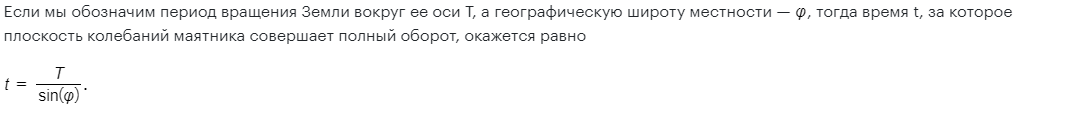 Если мы обозначим период вращения Земли вокруг ее оси T, а географическую широту местности — φ, тогда время t, за которое
плоскость колебаний маятника совершает полный оборот, окажется равно
t = T / sin(φ) .